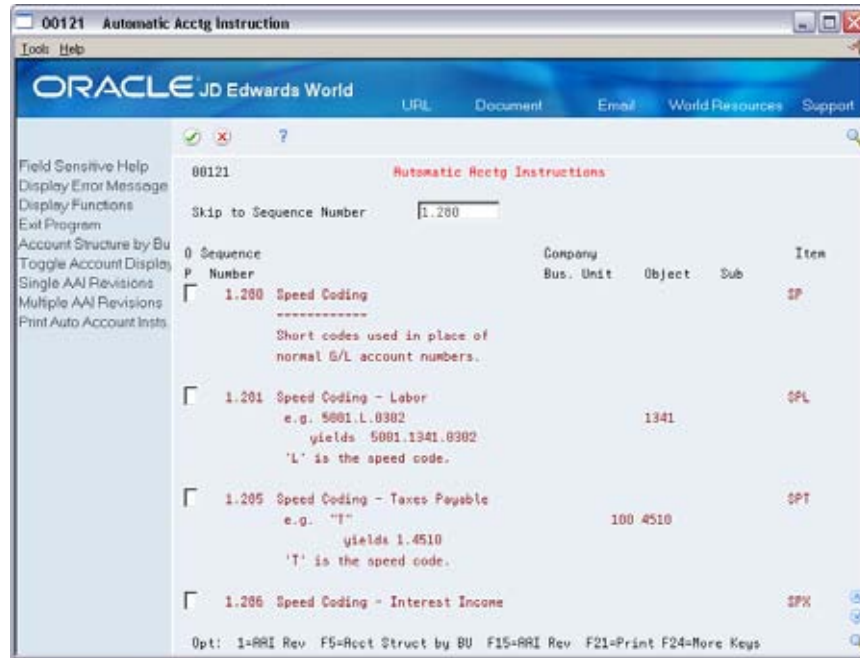 00121 Automatic Acctg Instruction
Tools Help
ORACLE JD Edwards World
URL Document Email World Resources Support
?
Field Sensitive Help
Display Error Message
Display Functions
Exit Program
Account Structure by Bu
Toggle Account Display
Single AAI Revisions
Multiple AAI Revisions
Print Auto Account Insts.
00121 Automatic Acctg Instructions
Skip to Sequence Number 1.280
O Sequence Company Item
P Number Bus. Unit Object Sub
1.280 Speed Coding SP
------------
Short codes used in place of
normal G/L account numbers.
1.281 Speed Coding - Labor SPL
e.g. 5001.L.0302 1341
yields 5001.1341.0302
'L' is the speed code.
1.285 Speed Coding - Taxes Payable SPT
e.g. "T" 100 4510
yields 1.4510
'T' is the speed code.
1.286 Speed Coding - Interest Income SPX
Opt: 1=AAI Rev F5=Acct Struct by BU F15=AAI Rev F21=Print F24=More Keys